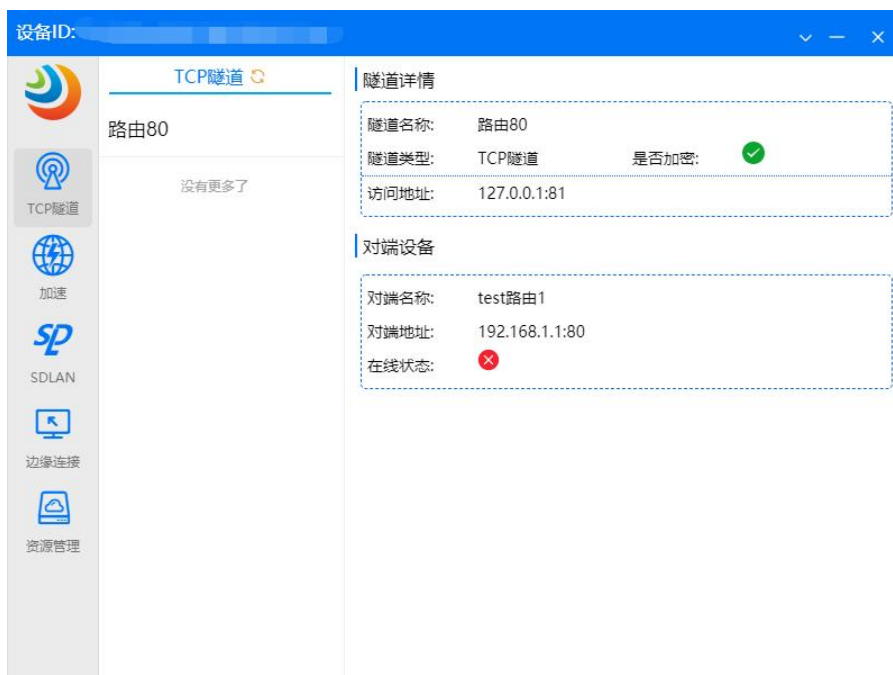 设备ID:
TCP隧道
路由80
没有更多了
TCP隧道
加速
SDLAN
边缘连接
资源管理
隧道详情
隧道名称: 路由80
隧道类型: TCP隧道 是否加密:
访问地址: 127.0.0.1:81
对端设备
对端名称: test路由1
对端地址: 192.168.1.1:80
在线状态: